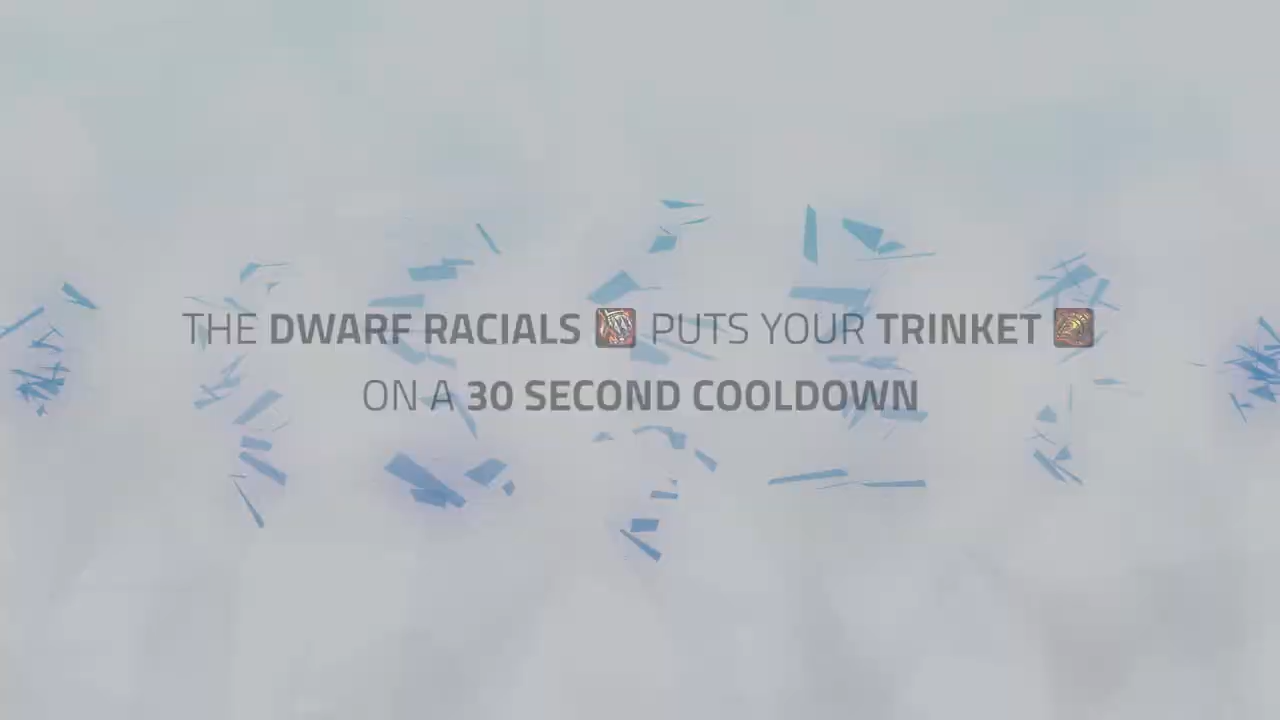 THE DWARF RACIALS PUTS YOUR TRINKET
ON A 30 SECOND COOLDOWN